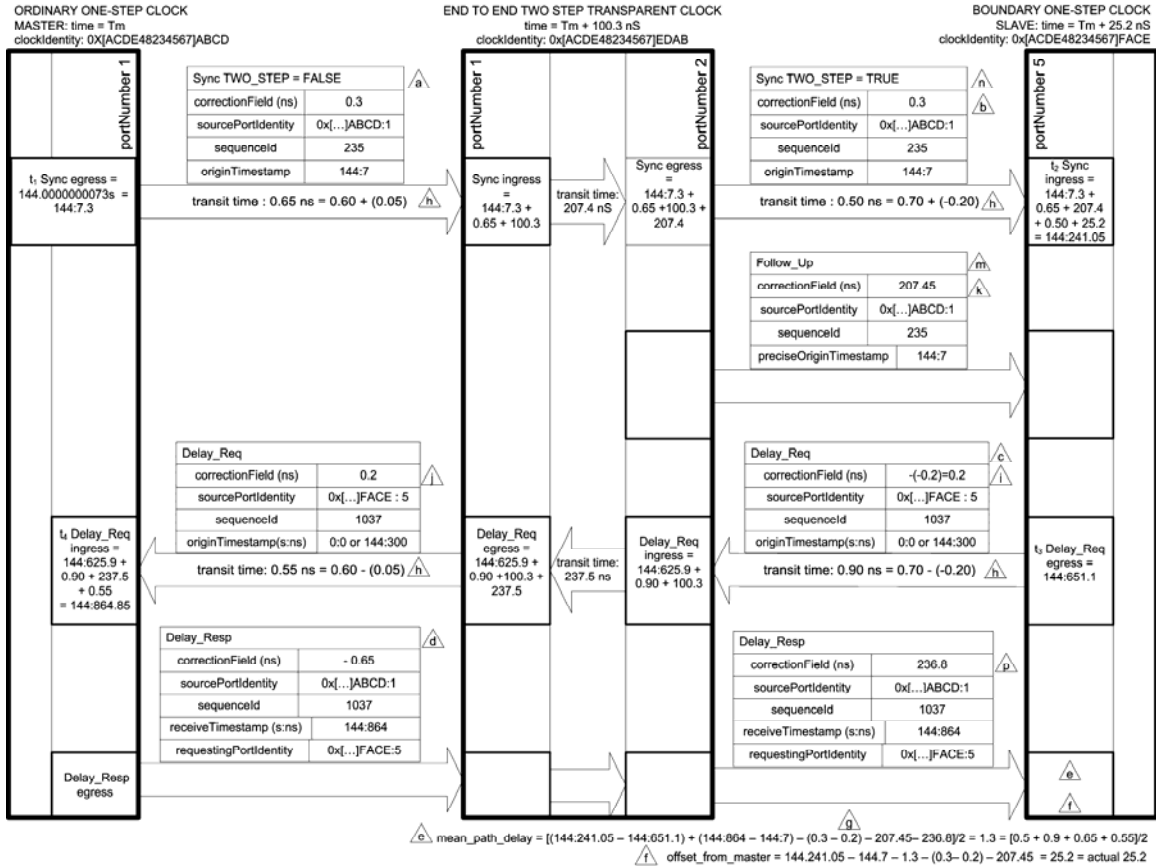 ORDINARY ONE-STEP CLOCK
MASTER: time = Tm
clockIdentity: 0X[ACDE48234567]ABCD
END TO END TWO STEP TRANSPARENT CLOCK
time = Tm + 100.3 nS
clockIdentity: 0x[ACDE48234567]EDAB
BOUNDARY ONE-STEP CLOCK
SLAVE: time = Tm + 25.2 nS
clockIdentity: 0x[ACDE48234567]FACE
portNumber 1
portNumber 1
portNumber 2
portNumber 5
Sync TWO_STEP = FALSE
a
correctionField (ns) 0.3
sourcePortIdentity 0x[...]ABCD:1
sequenceId 235
originTimestamp 144:7
Sync TWO_STEP = TRUE
n
correctionField (ns) 0.3
b
sourcePortIdentity 0x[...]ABCD:1
sequenceId 235
originTimestamp 144:7
t₁ Sync egress =
144.0000000073s =
144:7.3
transit time : 0.65 ns = 0.60 + (0.05)
h
Sync ingress
=
144:7.3 +
0.65 + 100.3
transit time:
207.4 nS
Sync egress
=
144:7.3 +
0.65 +100.3 +
207.4
transit time : 0.50 ns = 0.70 + (-0.20)
h
t₂ Sync
ingress =
144:7.3 +
0.65 + 207.4
+ 0.50 + 25.2
= 144:241.05
Follow_Up
m
correctionField (ns) 207.45
k
sourcePortIdentity 0x[...]ABCD:1
sequenceId 235
preciseOriginTimestamp 144:7
Delay_Req
correctionField (ns) 0.2
j
sourcePortIdentity 0x[...]FACE : 5
sequenceId 1037
originTimestamp(s:ns) 0:0 or 144:300
Delay_Req
c
correctionField (ns) -(-0.2)=0.2
i
sourcePortIdentity 0x[...]FACE : 5
sequenceId 1037
originTimestamp(s:ns) 0:0 or 144:300
t₄ Delay_Req
ingress =
144:625.9 +
0.90 + 237.5
+ 0.55
= 144:864.85
transit time: 0.55 ns = 0.60 - (0.05)
h
Delay_Req
egress =
144:625.9 +
0.90 +100.3 +
237.5
transit time:
237.5 ns
Delay_Req
ingress =
144:625.9 +
0.90 + 100.3
transit time: 0.90 ns = 0.70 - (-0.20)
h
t₃ Delay_Req
egress =
144:651.1
Delay_Resp
d
correctionField (ns) - 0.65
sourcePortIdentity 0x[...]ABCD:1
sequenceId 1037
receiveTimestamp (s:ns) 144:864
requestingPortIdentity 0x[...]FACE:5
Delay_Resp
correctionField (ns) 236.8
p
sourcePortIdentity 0x[...]ABCD:1
sequenceId 1037
receiveTimestamp (s:ns) 144:864
requestingPortIdentity 0x[...]FACE:5
Delay_Resp
egress
e
f
g
e mean_path_delay = [(144:241.05 – 144:651.1) + (144:864 – 144:7) – (0.3 – 0.2) – 207.45– 236.8]/2 = 1.3 = [0.5 + 0.9 + 0.65 + 0.55]/2
f offset_from_master = 144.241.05 – 144.7 – 1.3 – (0.3– 0.2) – 207.45 = 25.2 = actual 25.2